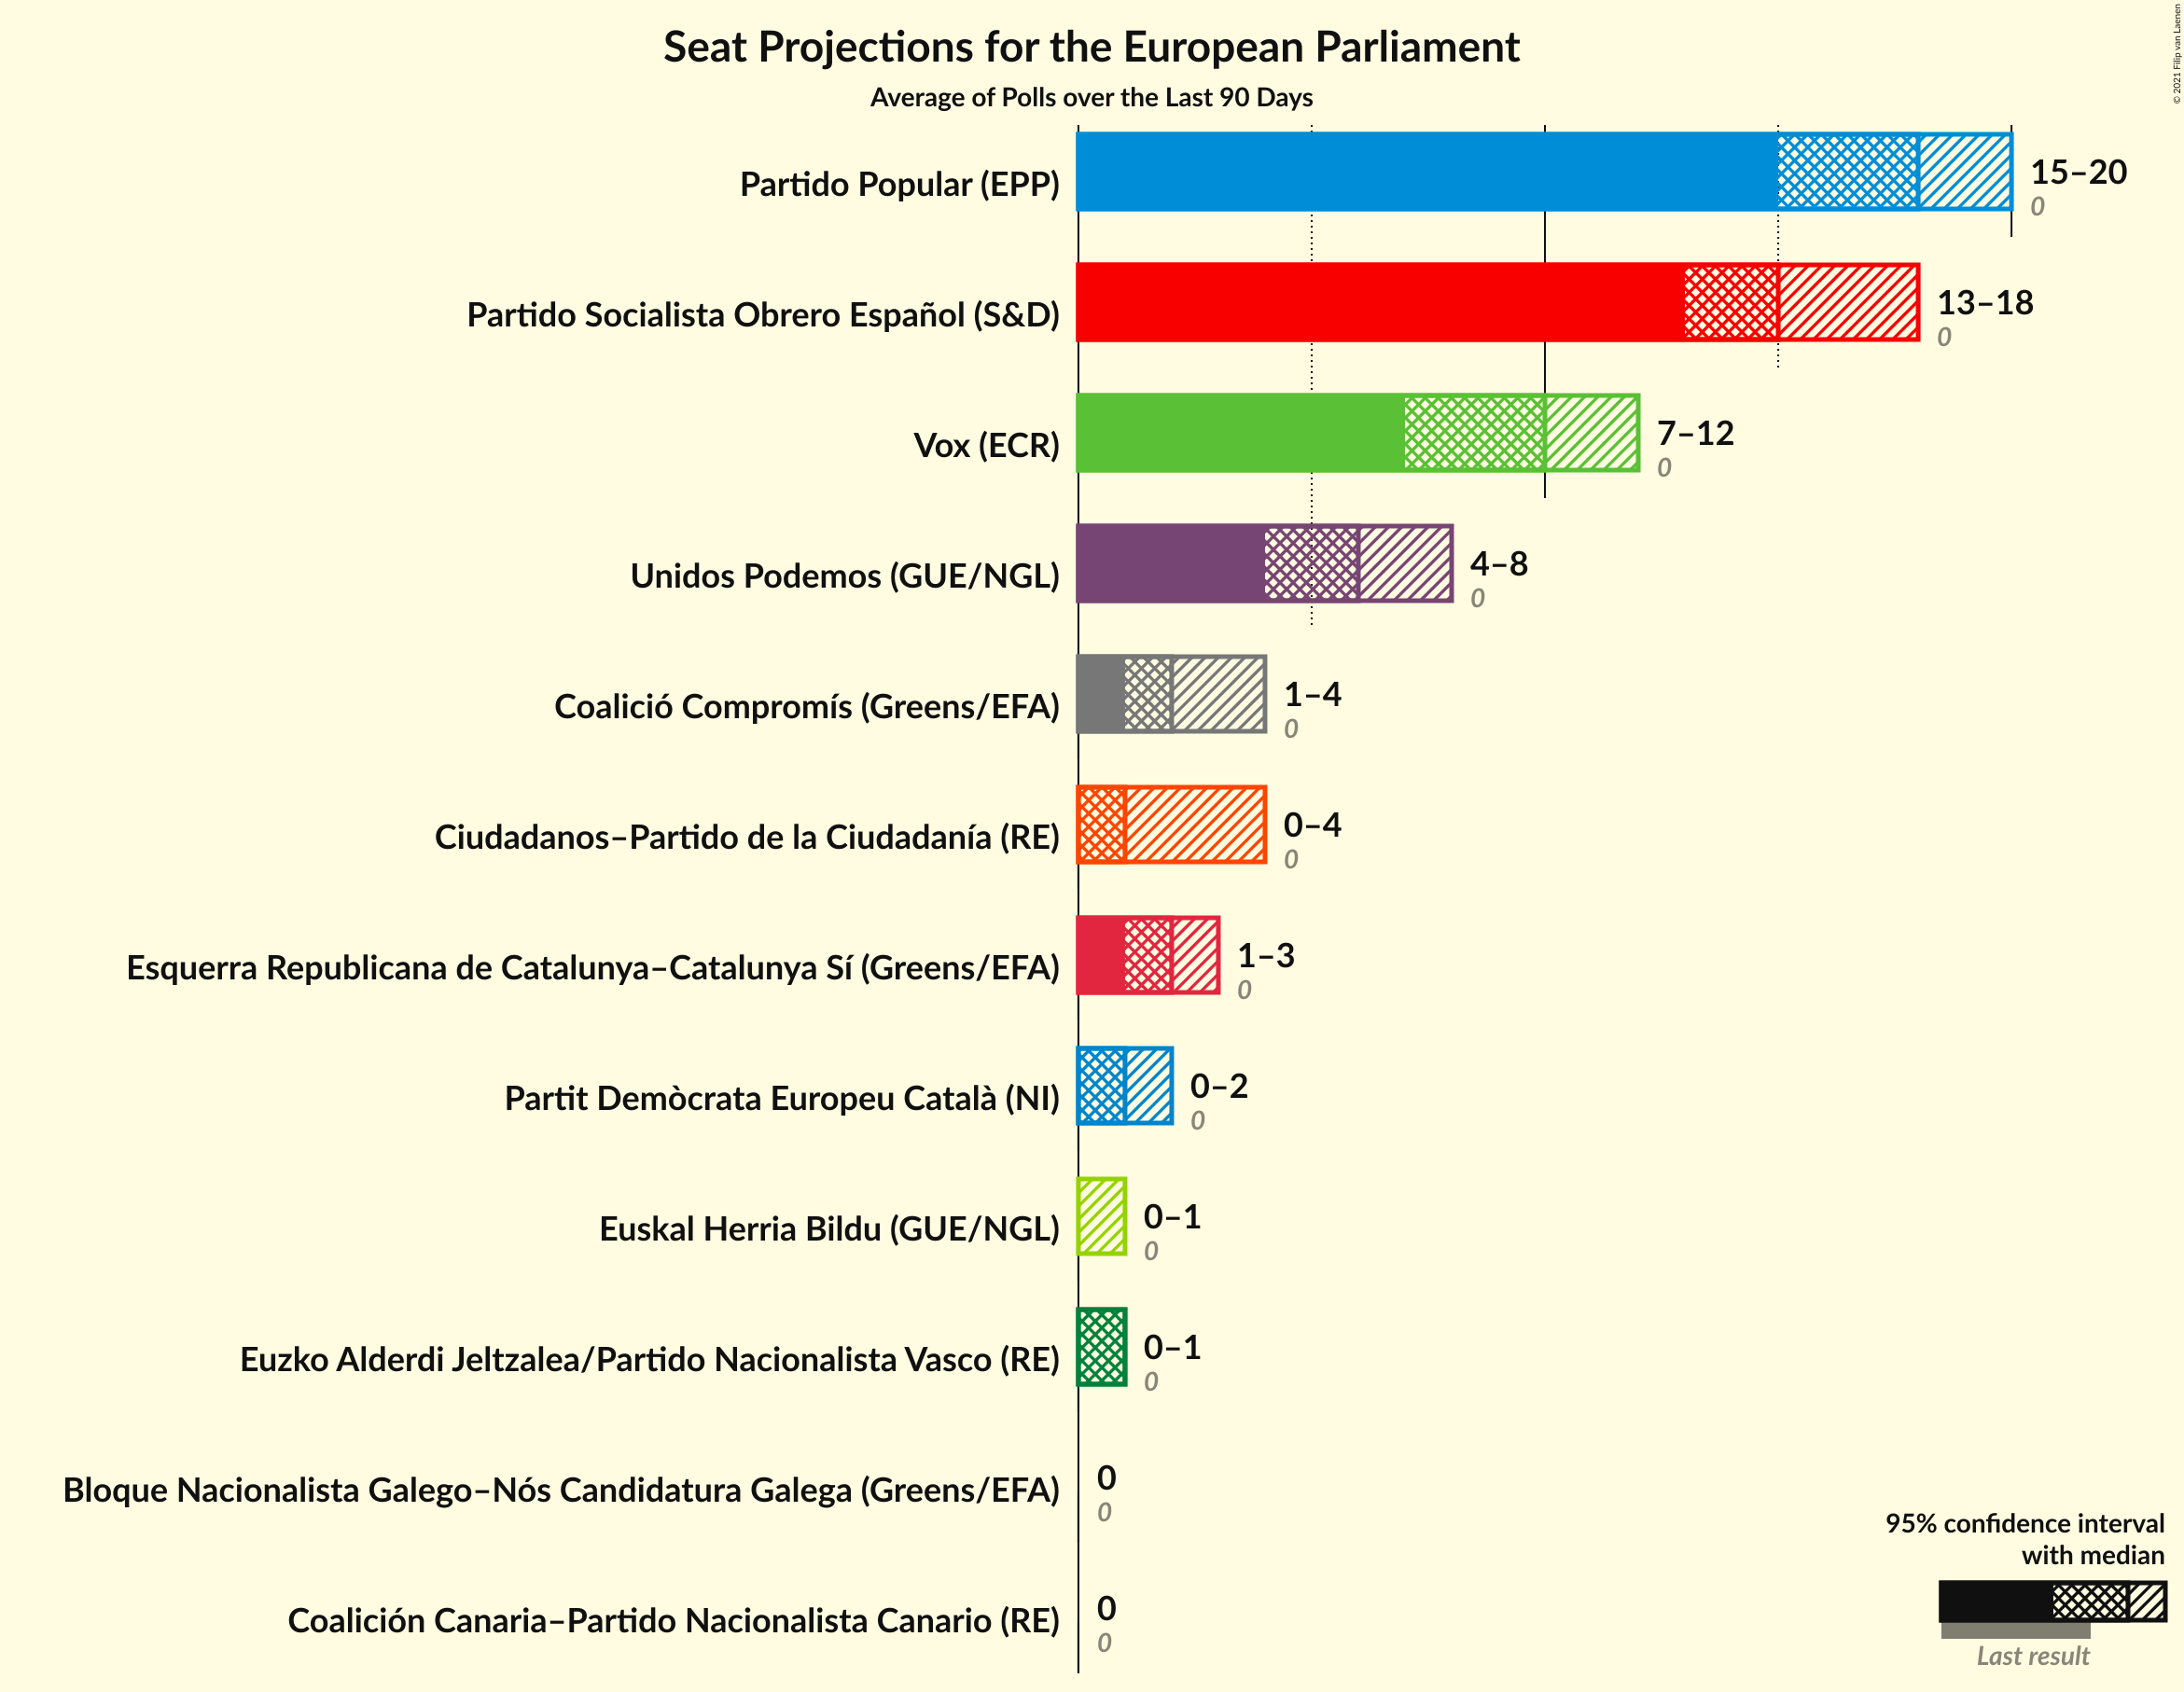 Seat Projections for the European Parliament
Average of Polls over the Last 90 Days
© 2021 Filip van Laenen
Partido Popular (EPP)
15–20
0
Partido Socialista Obrero Español (S&D)
13–18
0
Vox (ECR)
7–12
0
Unidos Podemos (GUE/NGL)
4–8
0
Coalició Compromís (Greens/EFA)
1–4
0
Ciudadanos–Partido de la Ciudadanía (RE)
0–4
0
Esquerra Republicana de Catalunya–Catalunya Sí (Greens/EFA)
1–3
0
Partit Demòcrata Europeu Català (NI)
0–2
0
Euskal Herria Bildu (GUE/NGL)
0–1
0
Euzko Alderdi Jeltzalea/Partido Nacionalista Vasco (RE)
0–1
0
Bloque Nacionalista Galego–Nós Candidatura Galega (Greens/EFA)
0
0
Coalición Canaria–Partido Nacionalista Canario (RE)
0
0
95% confidence interval
with median
Last result